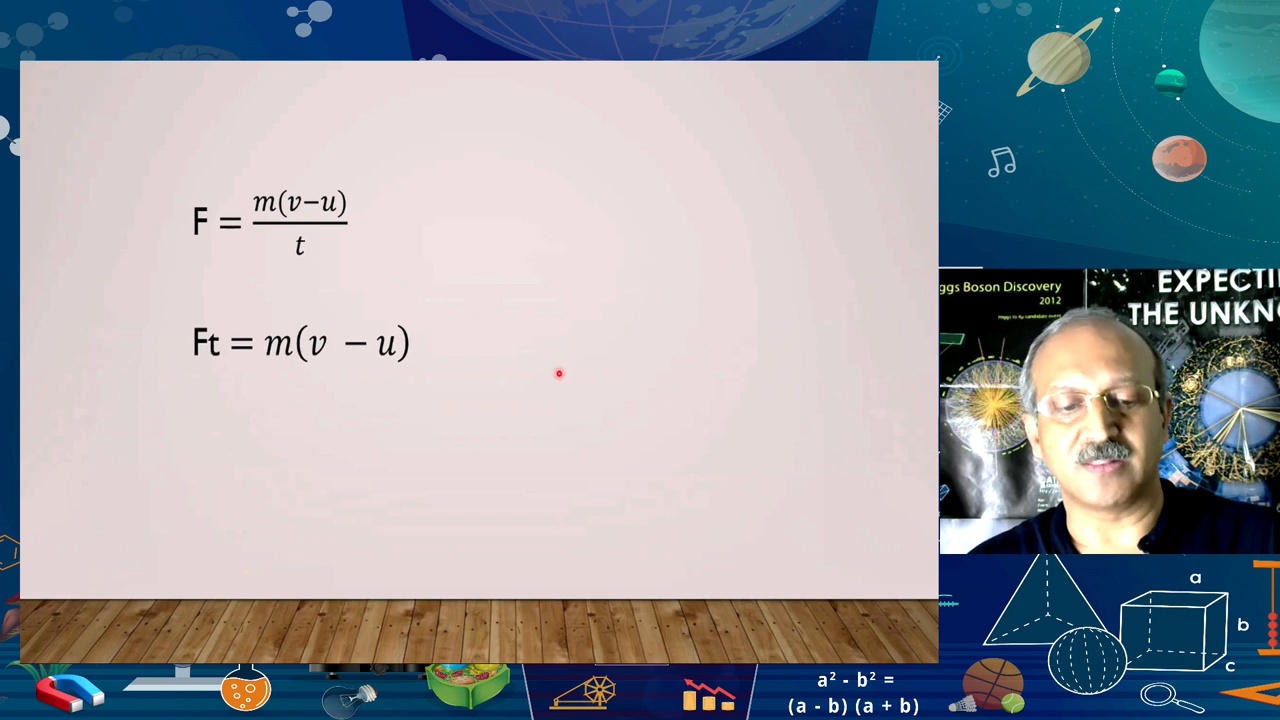 F = m(v−u)/t
Ft = m(v − u)
ggs Boson Discovery
2012
EXPECTI
THE UNKN
a
b
c
a² - b² =
(a - b) (a + b)